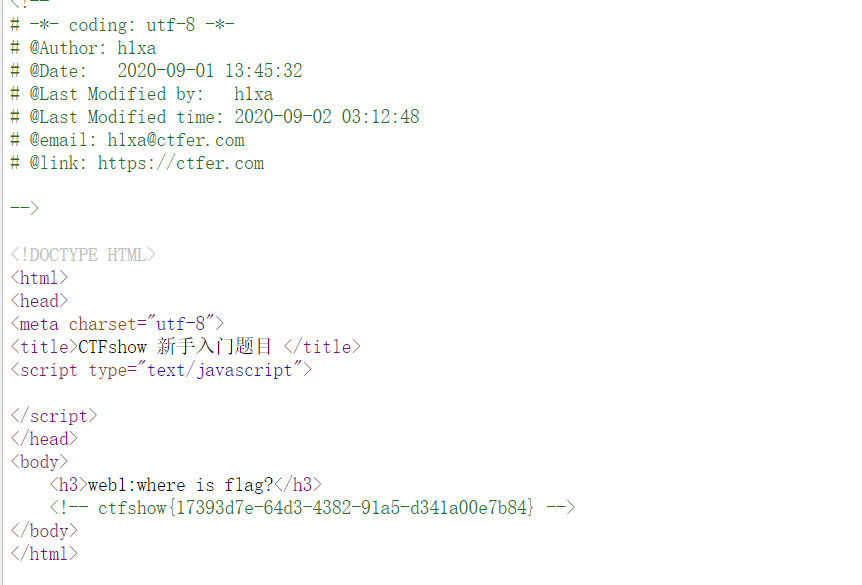 <!--
# -*- coding: utf-8 -*-
# @Author: hlxa
# @Date:   2020-09-01 13:45:32
# @Last Modified by:   hlxa
# @Last Modified time: 2020-09-02 03:12:48
# @email: hlxa@ctfer.com
# @link: https://ctfer.com
-->
<!DOCTYPE HTML>
<html>
<head>
<meta charset="utf-8">
<title>CTFshow 新手入门题目 </title>
<script type="text/javascript">
</script>
</head>
<body>
    <h3>web1:where is flag?</h3>
    <!-- ctfshow{17393d7e-64d3-4382-91a5-d341a00e7b84} -->
</body>
</html>